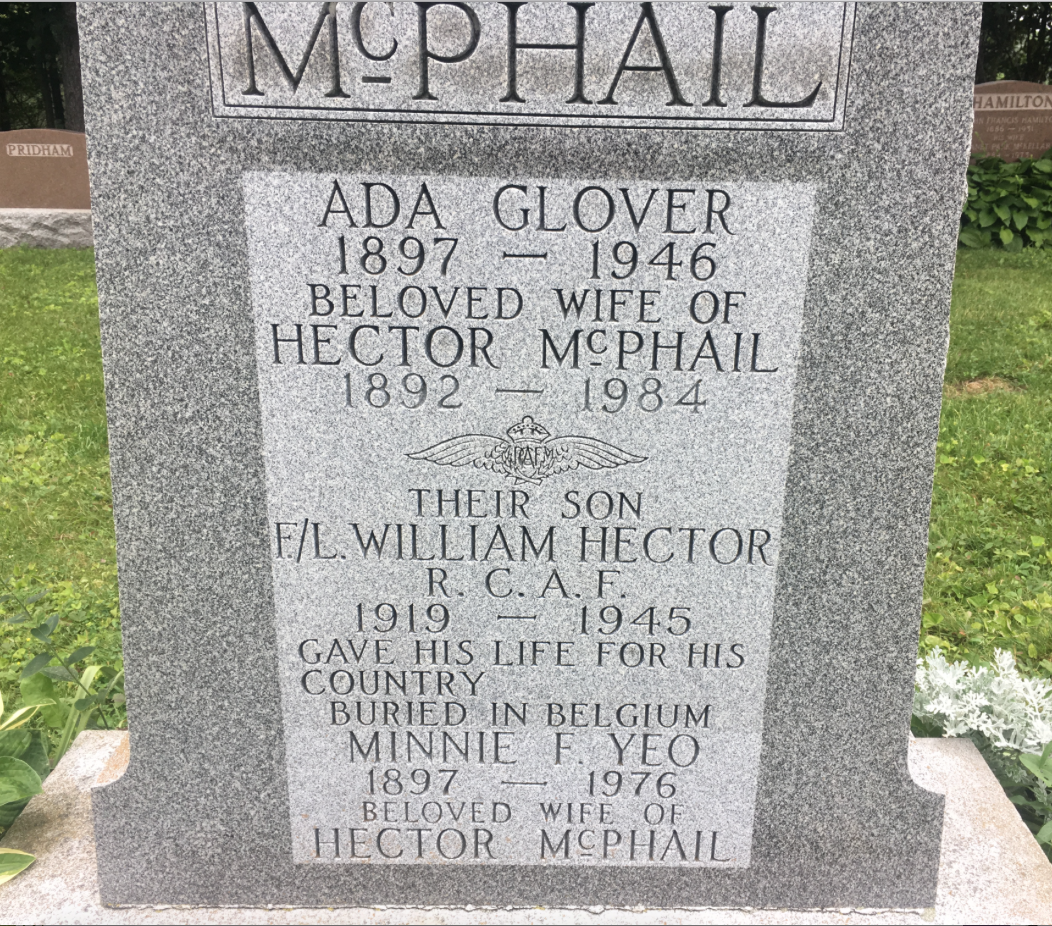 McPHAIL
ADA GLOVER
1897 — 1946
BELOVED WIFE OF
HECTOR McPHAIL
1892 — 1984
THEIR SON
F/L. WILLIAM HECTOR
R. C. A. F.
1919 — 1945
GAVE HIS LIFE FOR HIS
COUNTRY
BURIED IN BELGIUM
MINNIE F. YEO
1897 — 1976
BELOVED WIFE OF
HECTOR McPHAIL
PRIDHAM
HAMILTON
FRANCIS HAMILTON